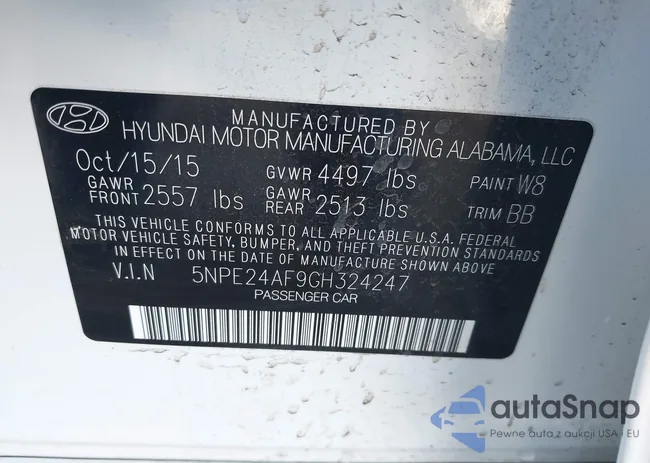 MANUFACTURED BY
HYUNDAI MOTOR MANUFACTURING ALABAMA, LLC
Oct/15/15 GVWR 4497 lbs PAINT W8
GAWR FRONT 2557 lbs GAWR REAR 2513 lbs TRIM BB
THIS VEHICLE CONFORMS TO ALL APPLICABLE U.S.A. FEDERAL
MOTOR VEHICLE SAFETY, BUMPER, AND THEFT PREVENTION STANDARDS
IN EFFECT ON THE DATE OF MANUFACTURE SHOWN ABOVE.
V.I.N 5NPE24AF9GH324247
PASSENGER CAR
autoSnap
Pewne auta z aukcji USA · EU